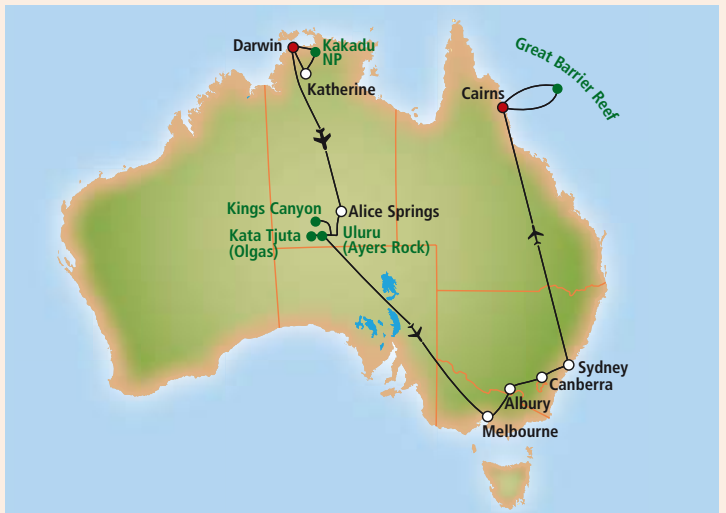 Darwin
Kakadu
NP
Katherine
Great Barrier Reef
Cairns
Kings Canyon
Alice Springs
Kata Tjuta
(Olgas)
Uluru
(Ayers Rock)
Sydney
Canberra
Albury
Melbourne